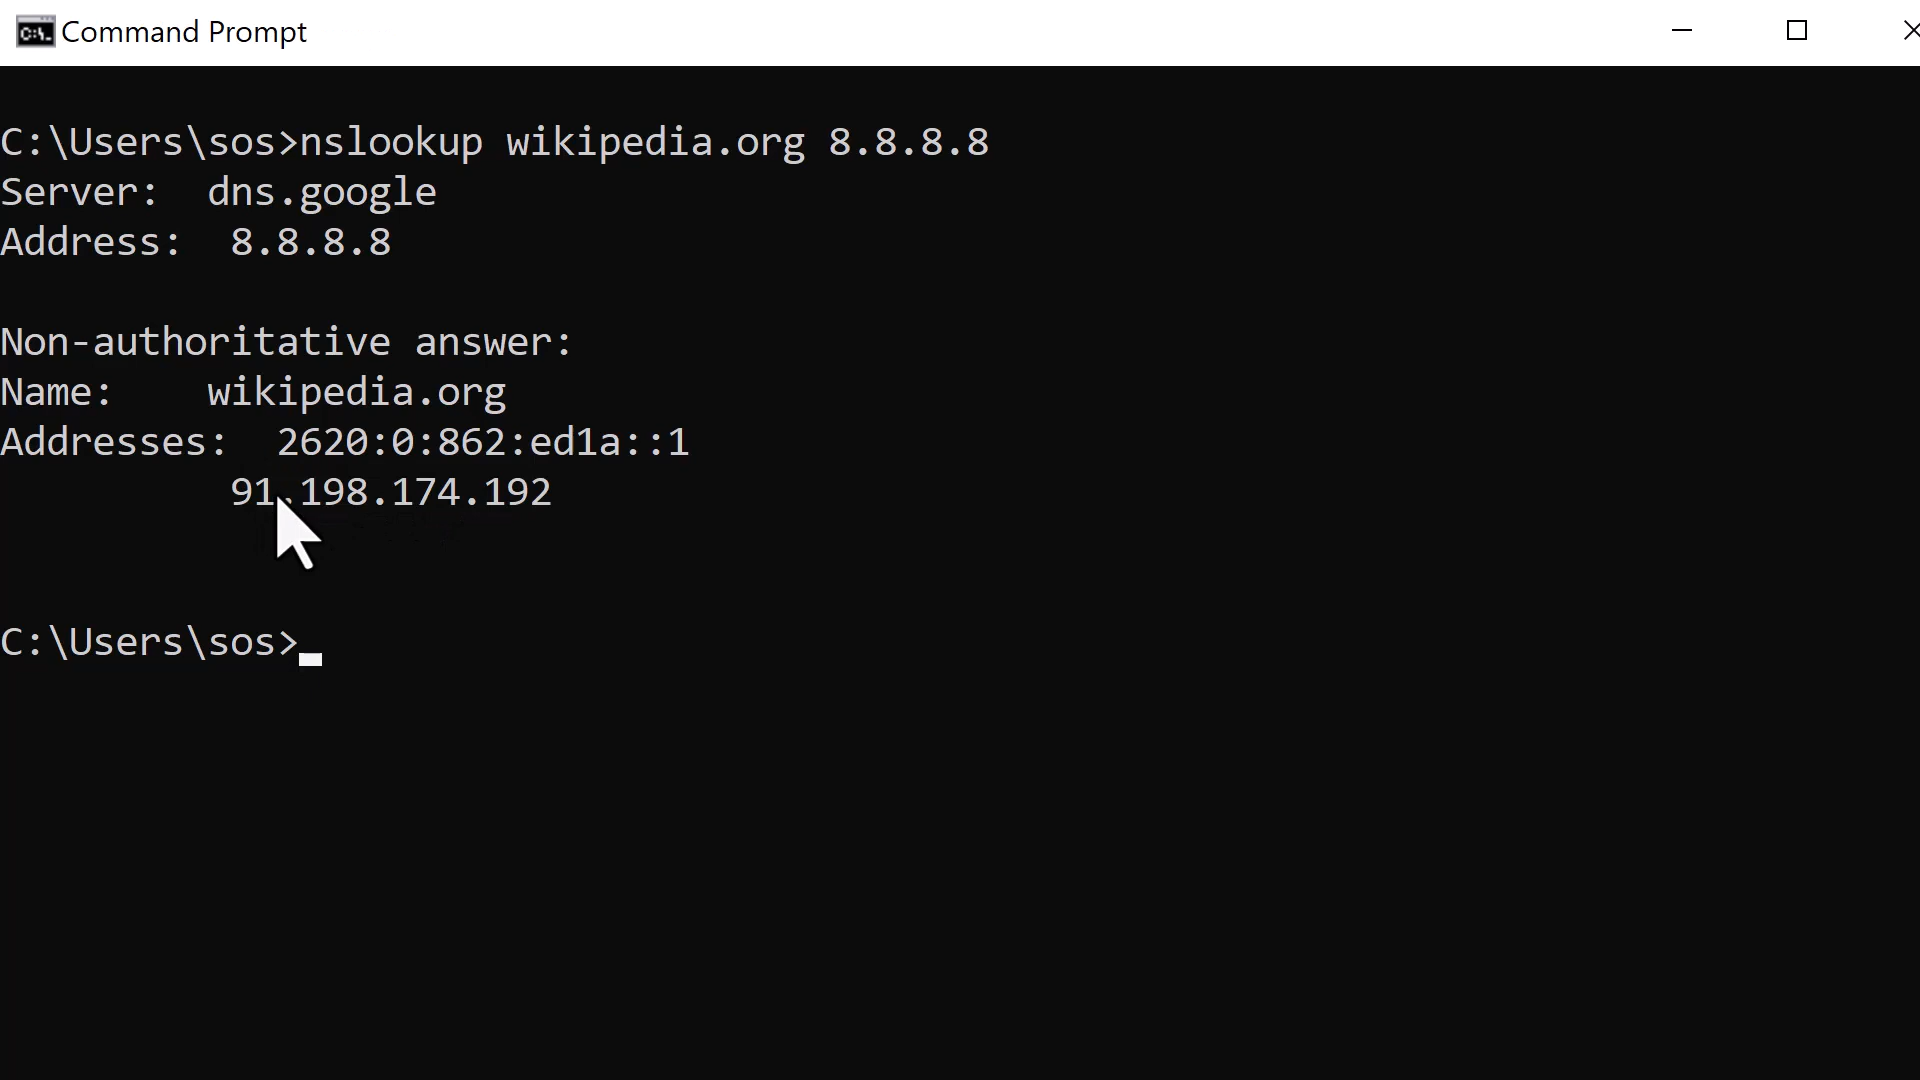 Command Prompt
C:\Users\sos>nslookup wikipedia.org 8.8.8.8
Server:  dns.google
Address:  8.8.8.8
Non-authoritative answer:
Name:    wikipedia.org
Addresses:  2620:0:862:ed1a::1
91.198.174.192
C:\Users\sos>